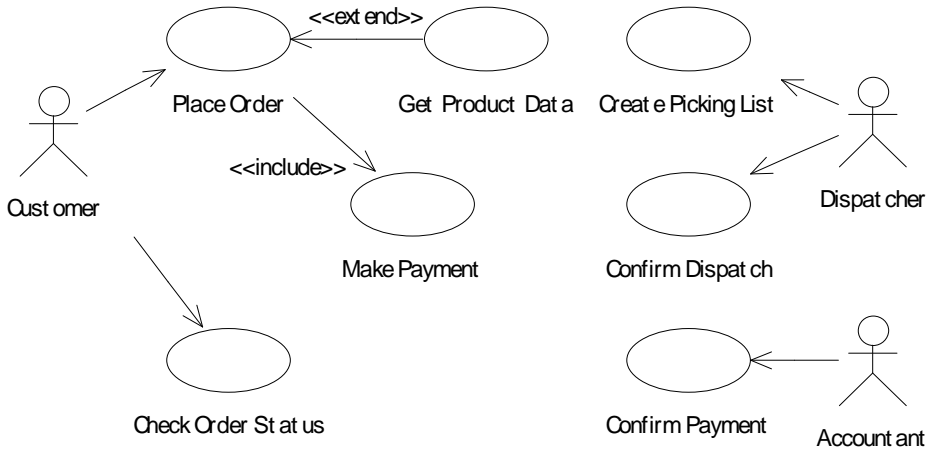 <<extend>>
Place Order
Get Product Data
Create Picking List
<<include>>
Customer
Dispatcher
Make Payment
Confirm Dispatch
Check Order Status
Confirm Payment
Accountant